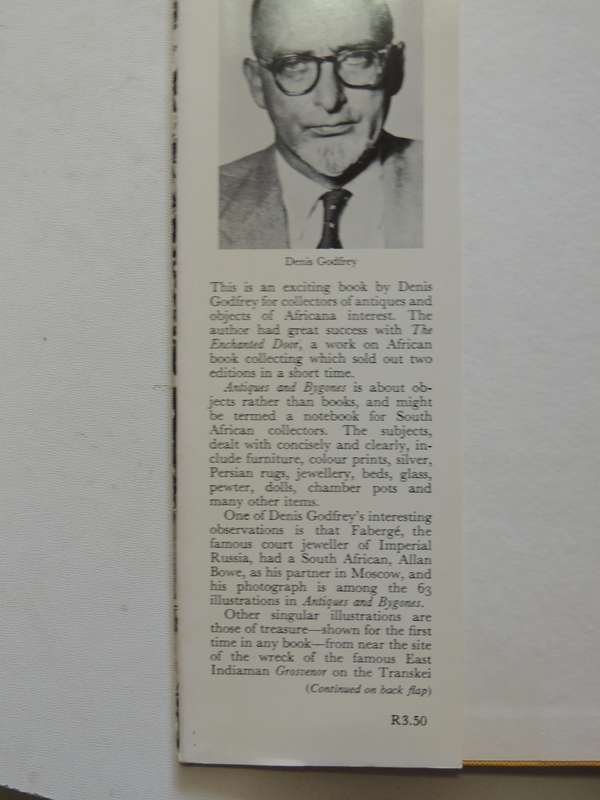 Denis Godfrey
This is an exciting book by Denis
Godfrey for collectors of antiques and
objects of Africana interest. The
author had great success with The
Enchanted Door, a work on African
book collecting which sold out two
editions in a short time.
Antiques and Bygones is about ob-
jects rather than books, and might
be termed a notebook for South
African collectors. The subjects,
dealt with concisely and clearly, in-
clude furniture, colour prints, silver,
Persian rugs, jewellery, beds, glass,
pewter, dolls, chamber pots and
many other items.
One of Denis Godfrey's interesting
observations is that Fabergé, the
famous court jeweller of Imperial
Russia, had a South African, Allan
Bowe, as his partner in Moscow, and
his photograph is among the 63
illustrations in Antiques and Bygones.
Other singular illustrations are
those of treasure—shown for the first
time in any book—from near the site
of the wreck of the famous East
Indiaman Grosvenor on the Transkei
(Continued on back flap)
R3.50